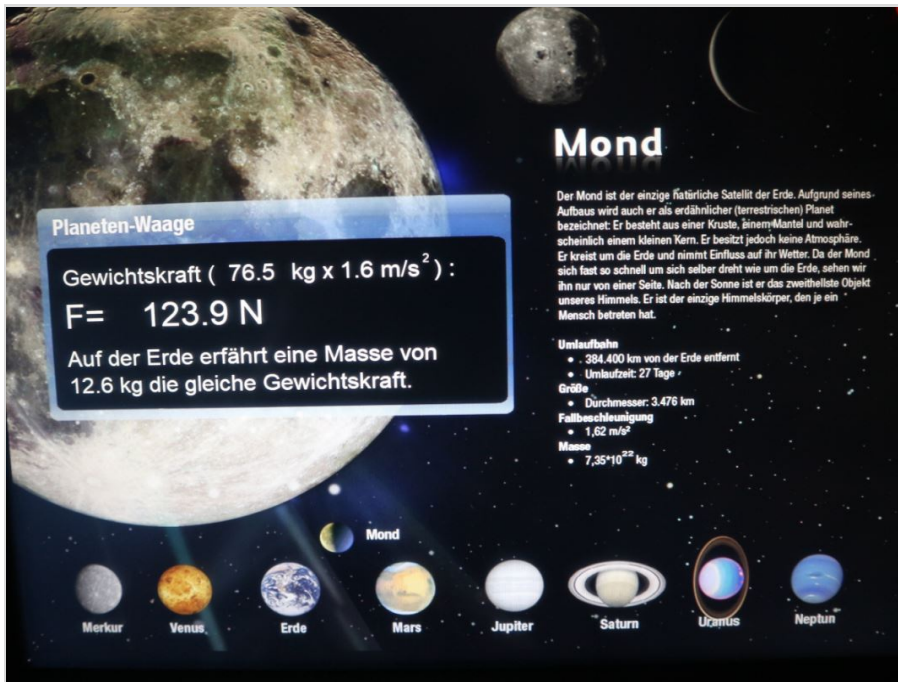 Mond
Der Mond ist der einzige natürliche Satellit der Erde. Aufgrund seines
Aufbaus wird auch er als erdähnlicher (terrestrischen) Planet
bezeichnet: Er besteht aus einer Kruste, einem Mantel und wahr-
scheinlich einem kleinen Kern. Er besitzt jedoch keine Atmosphäre.
Er kreist um die Erde und nimmt Einfluss auf ihr Wetter. Da der Mond
sich fast so schnell um sich selber dreht wie um die Erde, sehen wir
ihn nur von einer Seite. Nach der Sonne ist er das zweithellste Objekt
unseres Himmels. Er ist der einzige Himmelskörper, den je ein
Mensch betreten hat.
Planeten-Waage
Gewichtskraft ( 76.5 kg x 1.6 m/s² ) :
F= 123.9 N
Auf der Erde erfährt eine Masse von
12.6 kg die gleiche Gewichtskraft.
Umlaufbahn
• 384.400 km von der Erde entfernt
• Umlaufzeit: 27 Tage
Größe
• Durchmesser: 3.476 km
Fallbeschleunigung
• 1,62 m/s²
Masse
• 7,35*10²² kg
Mond
Merkur Venus Erde Mars Jupiter Saturn Uranus Neptun